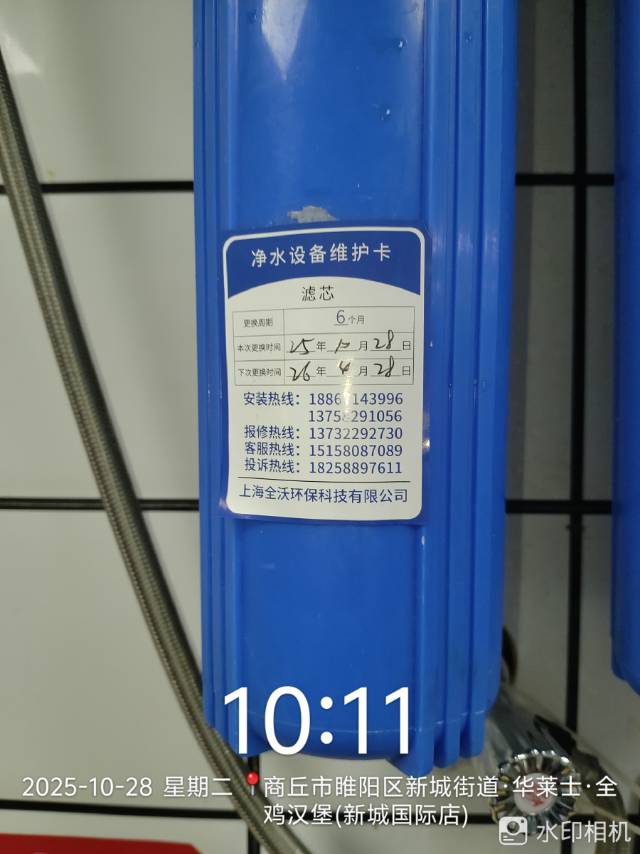 净水设备维护卡
滤芯
更换周期 6个月
本次更换时间 25年10月28日
下次更换时间 26年4月28日
安装热线：
13758291056
报修热线：13732292730
客服热线：15158087089
投诉热线：18258897611
上海全沃环保科技有限公司
10:11
2025-10-28 星期二 商丘市睢阳区新城街道·华莱士·全
鸡汉堡(新城国际店)
水印相机